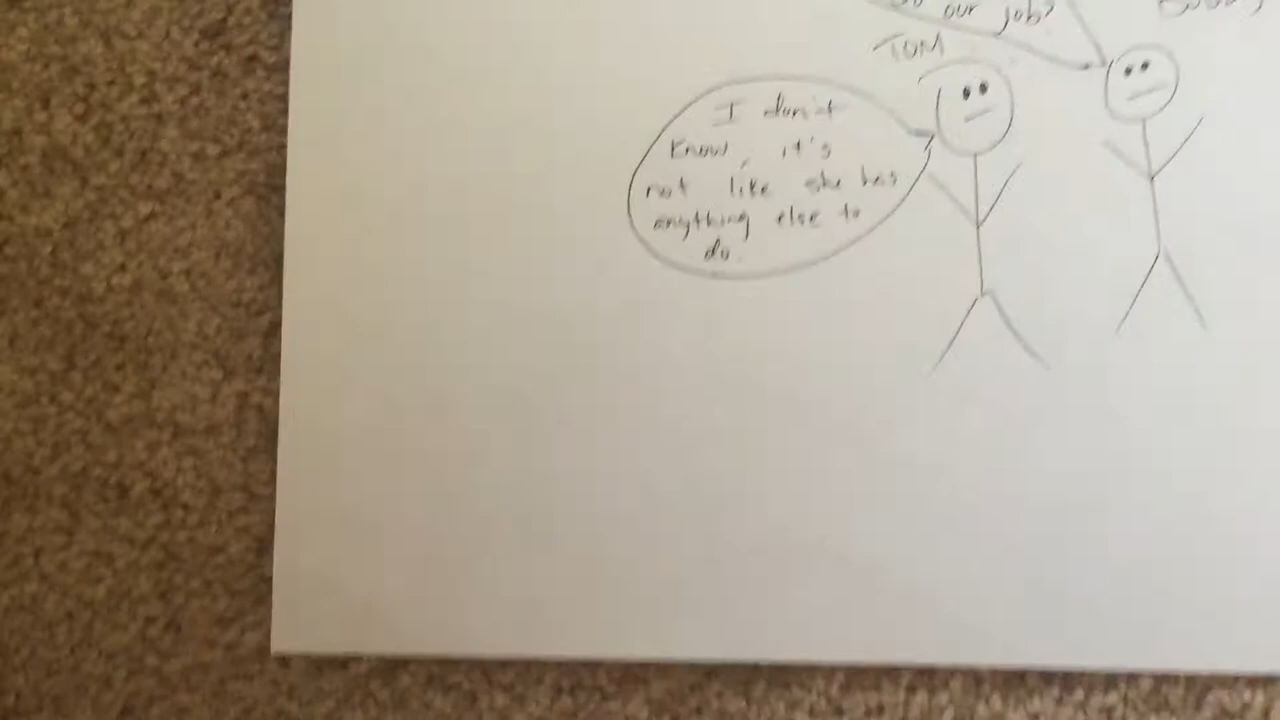 our job?
TOM
I don't
know, it's
not like she has
anything else to
do.